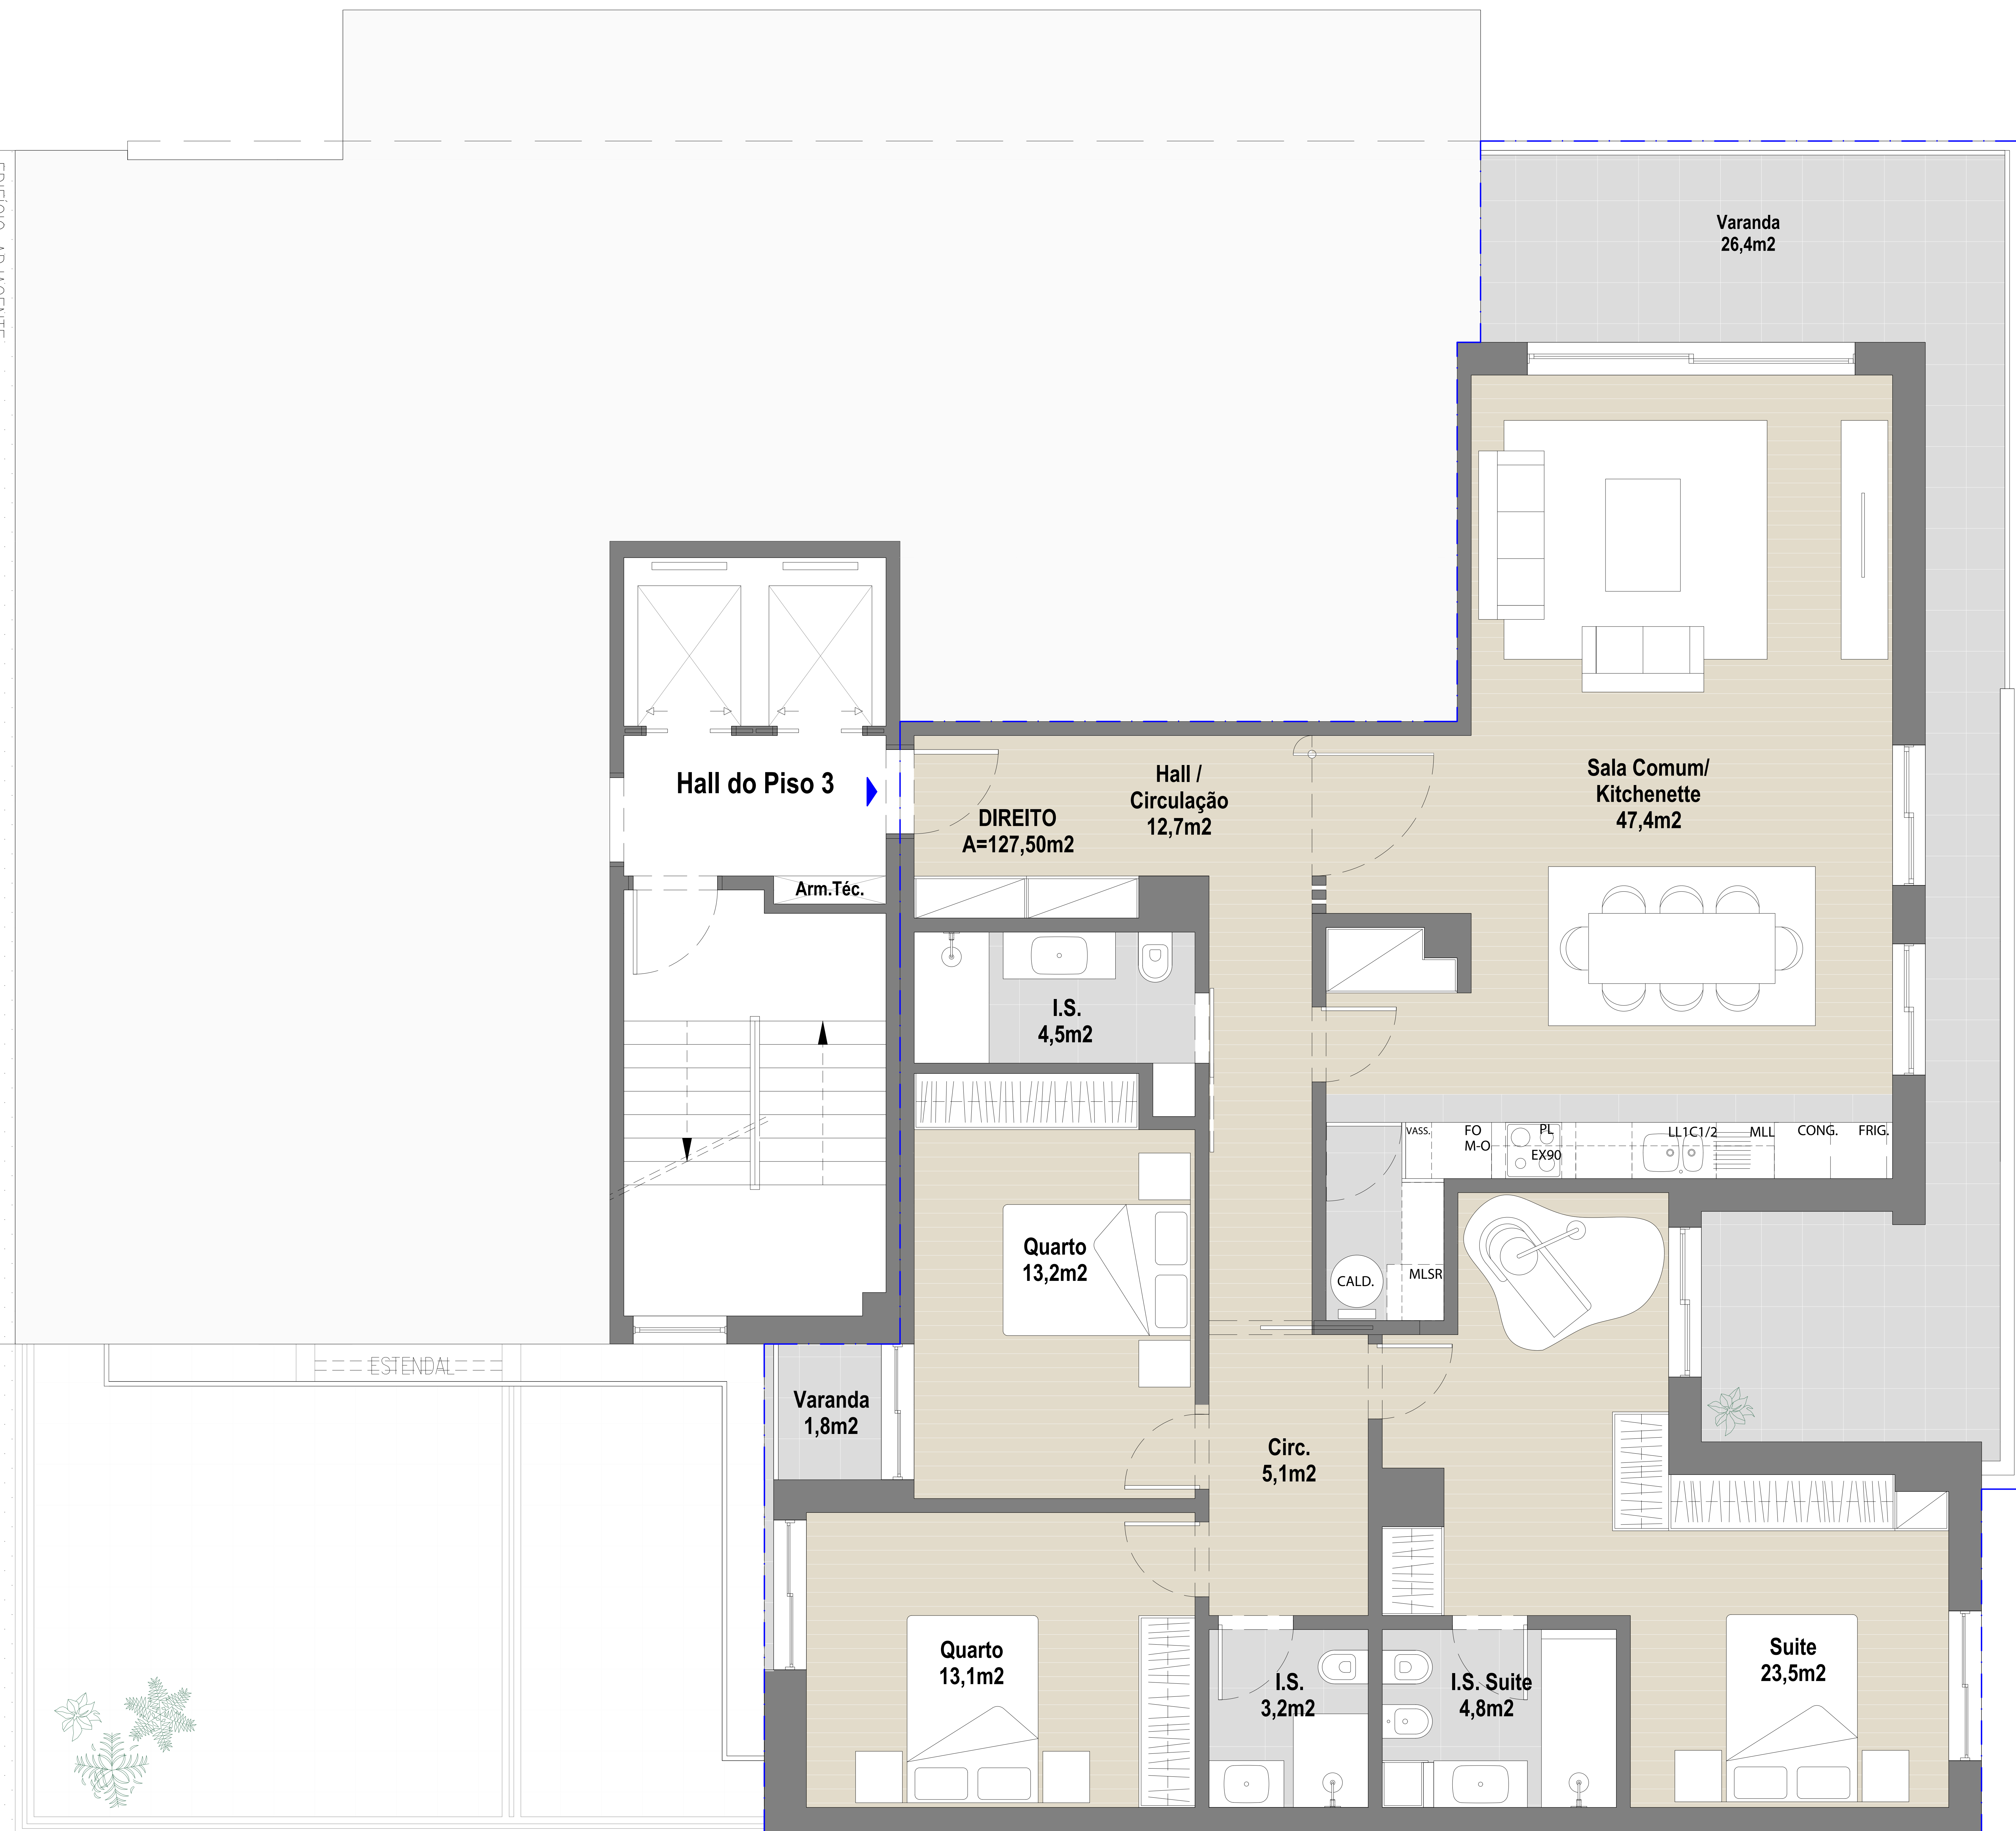 EDIFÍCIO ADJACENTE
Varanda
26,4m2
Hall do Piso 3
Arm.Téc.
DIREITO
A=127,50m2
Hall /
Circulação
12,7m2
Sala Comum/
Kitchenette
47,4m2
I.S.
4,5m2
VASS.
FO
M-O
PL
EX90
LL1C1/2
MLL
CONG.
FRIG.
Quarto
13,2m2
CALD.
MLSR
ESTENDAL
Varanda
1,8m2
Circ.
5,1m2
Quarto
13,1m2
I.S.
3,2m2
I.S. Suite
4,8m2
Suite
23,5m2